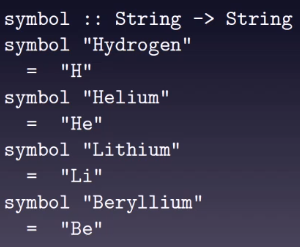 symbol :: String -> String
symbol "Hydrogen"
  =  "H"
symbol "Helium"
  =  "He"
symbol "Lithium"
  =  "Li"
symbol "Beryllium"
  =  "Be"